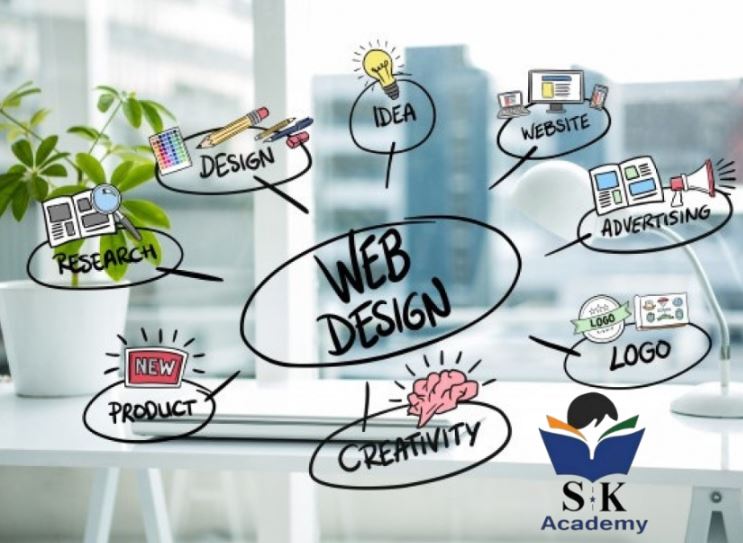 IDEA
WEBSITE
DESIGN
ADVERTISING
RESEARCH
WEB
DESIGN
LOGO
LOGO
NEW
PRODUCT
CREATIVITY
S K
Academy